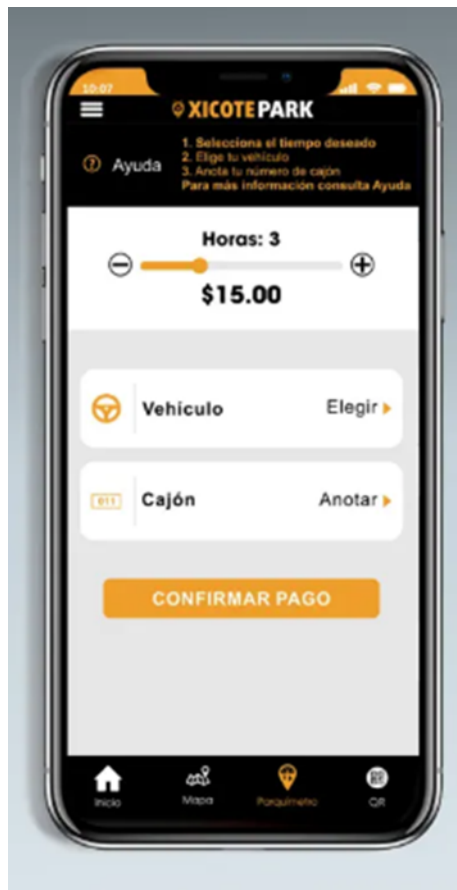 10:07
XICOTEPARK
Ayuda
1. Selecciona el tiempo deseado
2. Elige tu vehículo
3. Anota tu número de cajón
Para más información consulta Ayuda
Horas: 3
$15.00
Vehículo
Elegir
011
Cajón
Anotar
CONFIRMAR PAGO
Inicio
Mapa
Parquímetro
QR